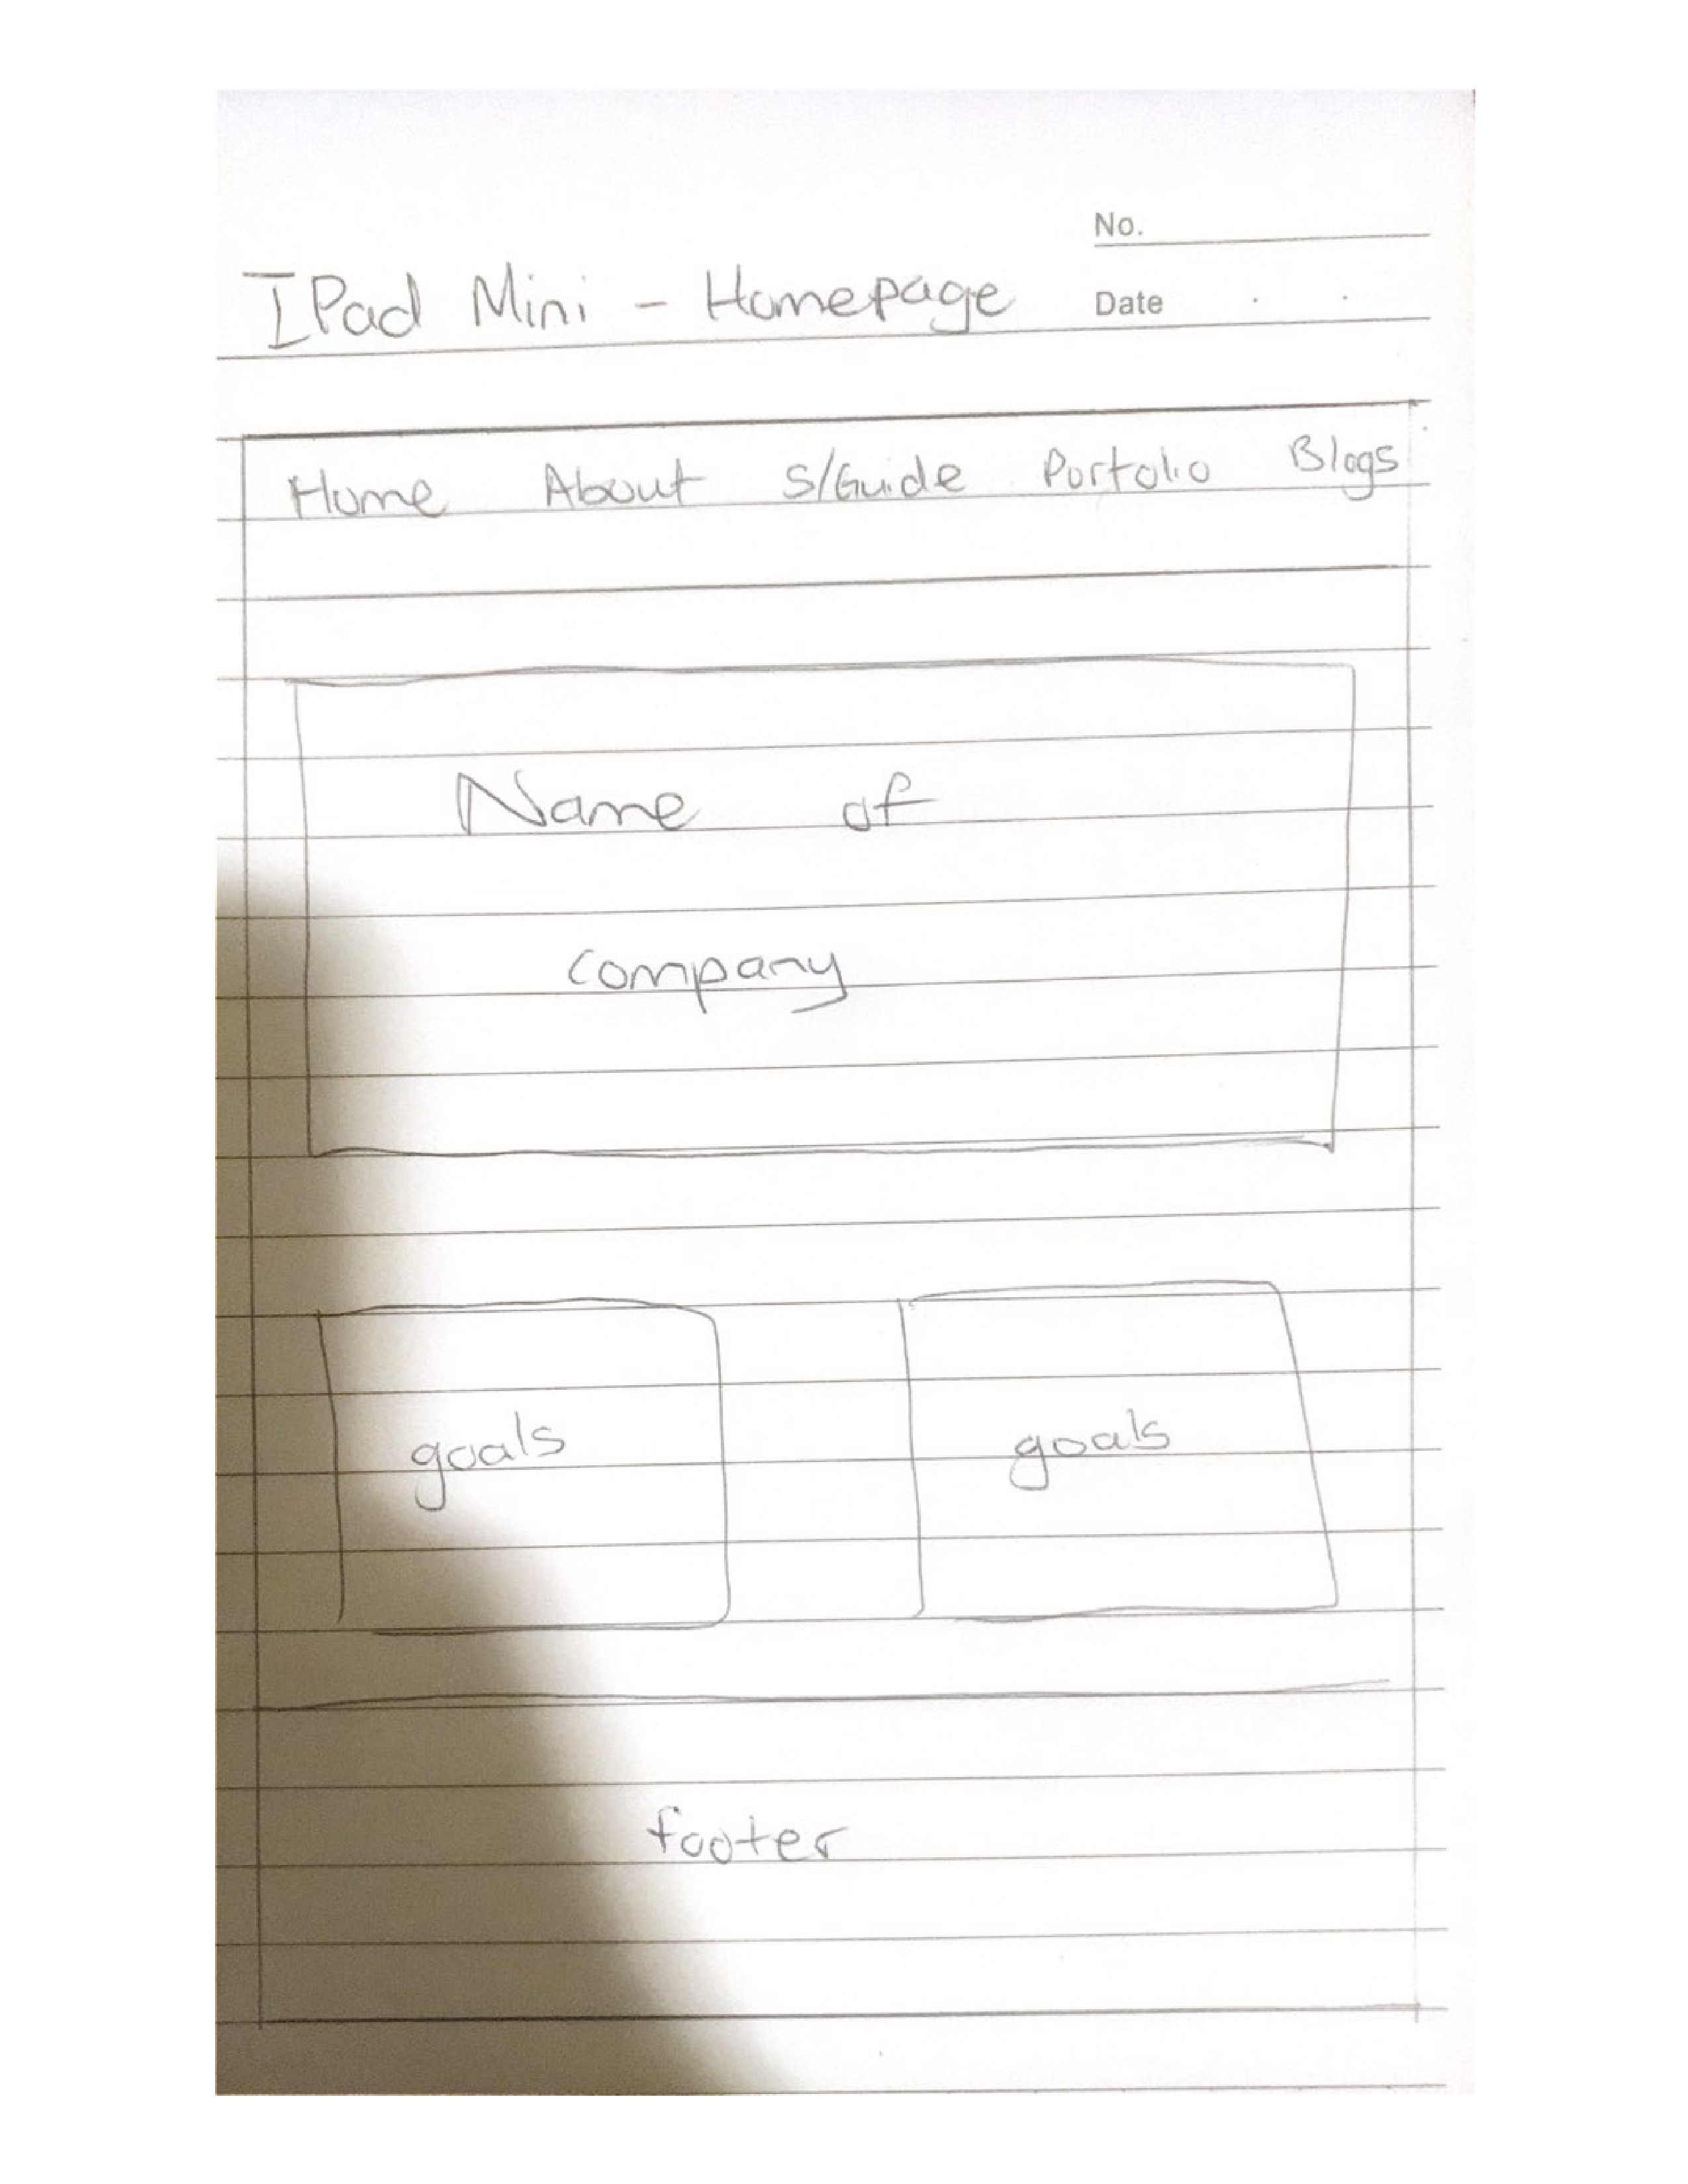 No.
IPad Mini - Homepage
Date . .
Home About S/Guide Portolio Blogs
Name of
company
goals goals
footer